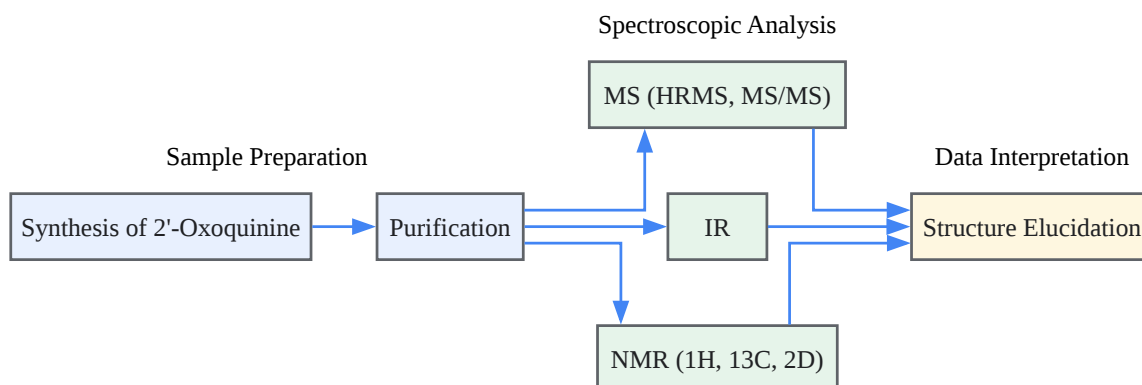 Spectroscopic Analysis
MS (HRMS, MS/MS)
Sample Preparation
Data Interpretation
Synthesis of 2'-Oxoquinine
Purification
IR
Structure Elucidation
NMR (1H, 13C, 2D)